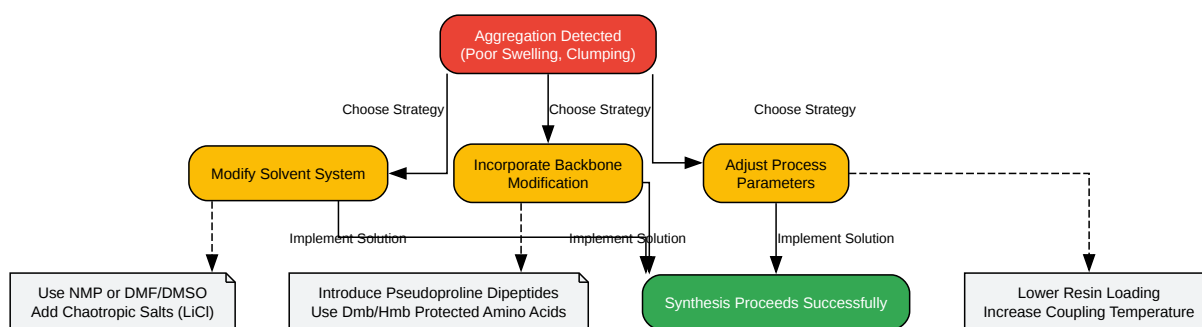 Aggregation Detected
(Poor Swelling, Clumping)
Choose Strategy
Choose Strategy
Choose Strategy
Modify Solvent System
Incorporate Backbone
Modification
Adjust Process
Parameters
Implement Solution
Implement Solution
Implement Solution
Use NMP or DMF/DMSO
Add Chaotropic Salts (LiCl)
Introduce Pseudoproline Dipeptides
Use Dmb/Hmb Protected Amino Acids
Synthesis Proceeds Successfully
Lower Resin Loading
Increase Coupling Temperature